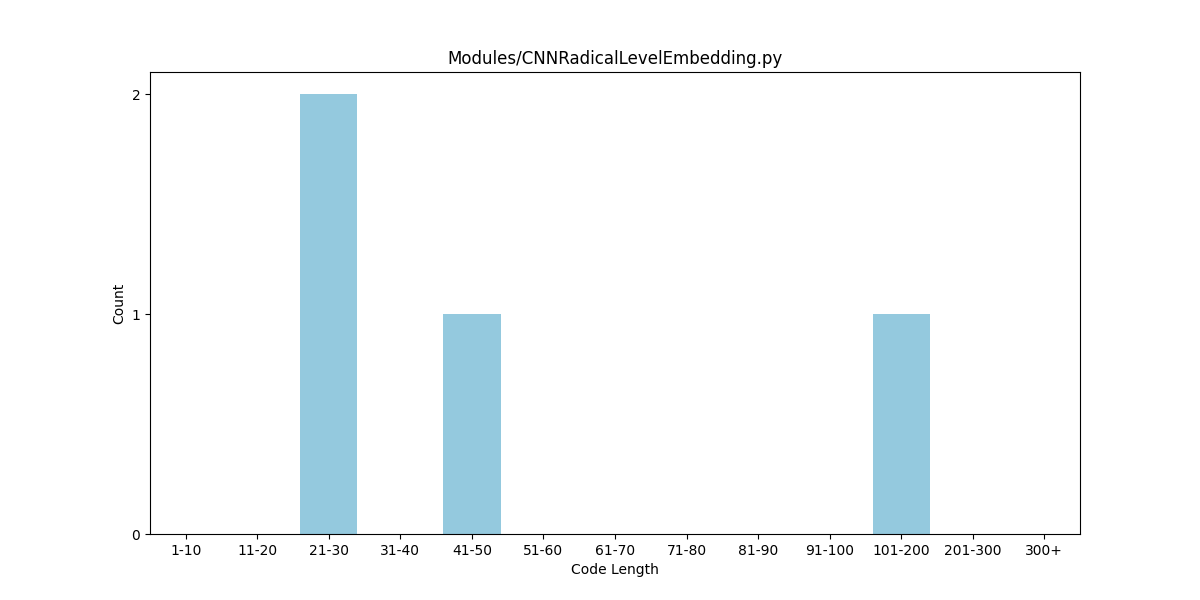 Modules/CNNRadicalLevelEmbedding.py
2
1
0
Count
1-10 11-20 21-30 31-40 41-50 51-60 61-70 71-80 81-90 91-100 101-200 201-300 300+
Code Length